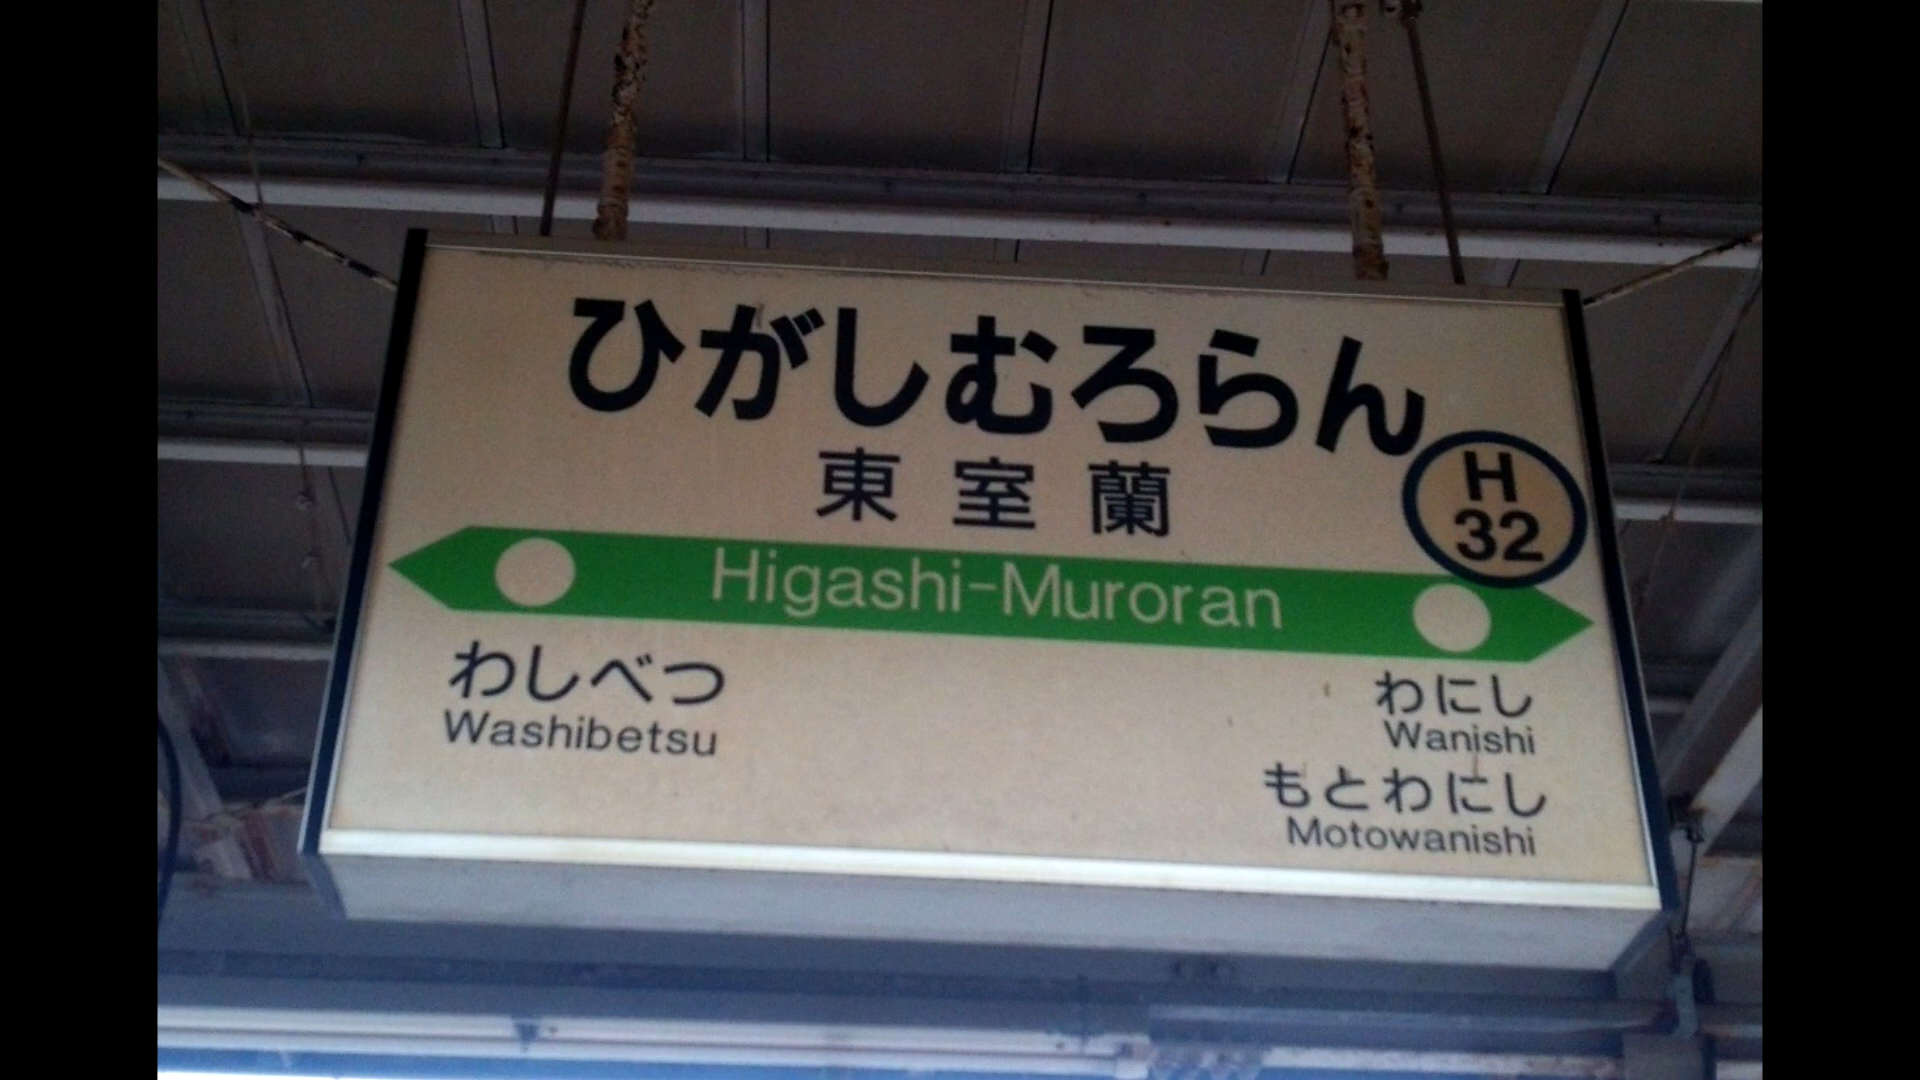 ひがしむろらん
東室蘭
H
32
Higashi-Muroran
わしべつ
Washibetsu
わにし
Wanishi
もとわにし
Motowanishi